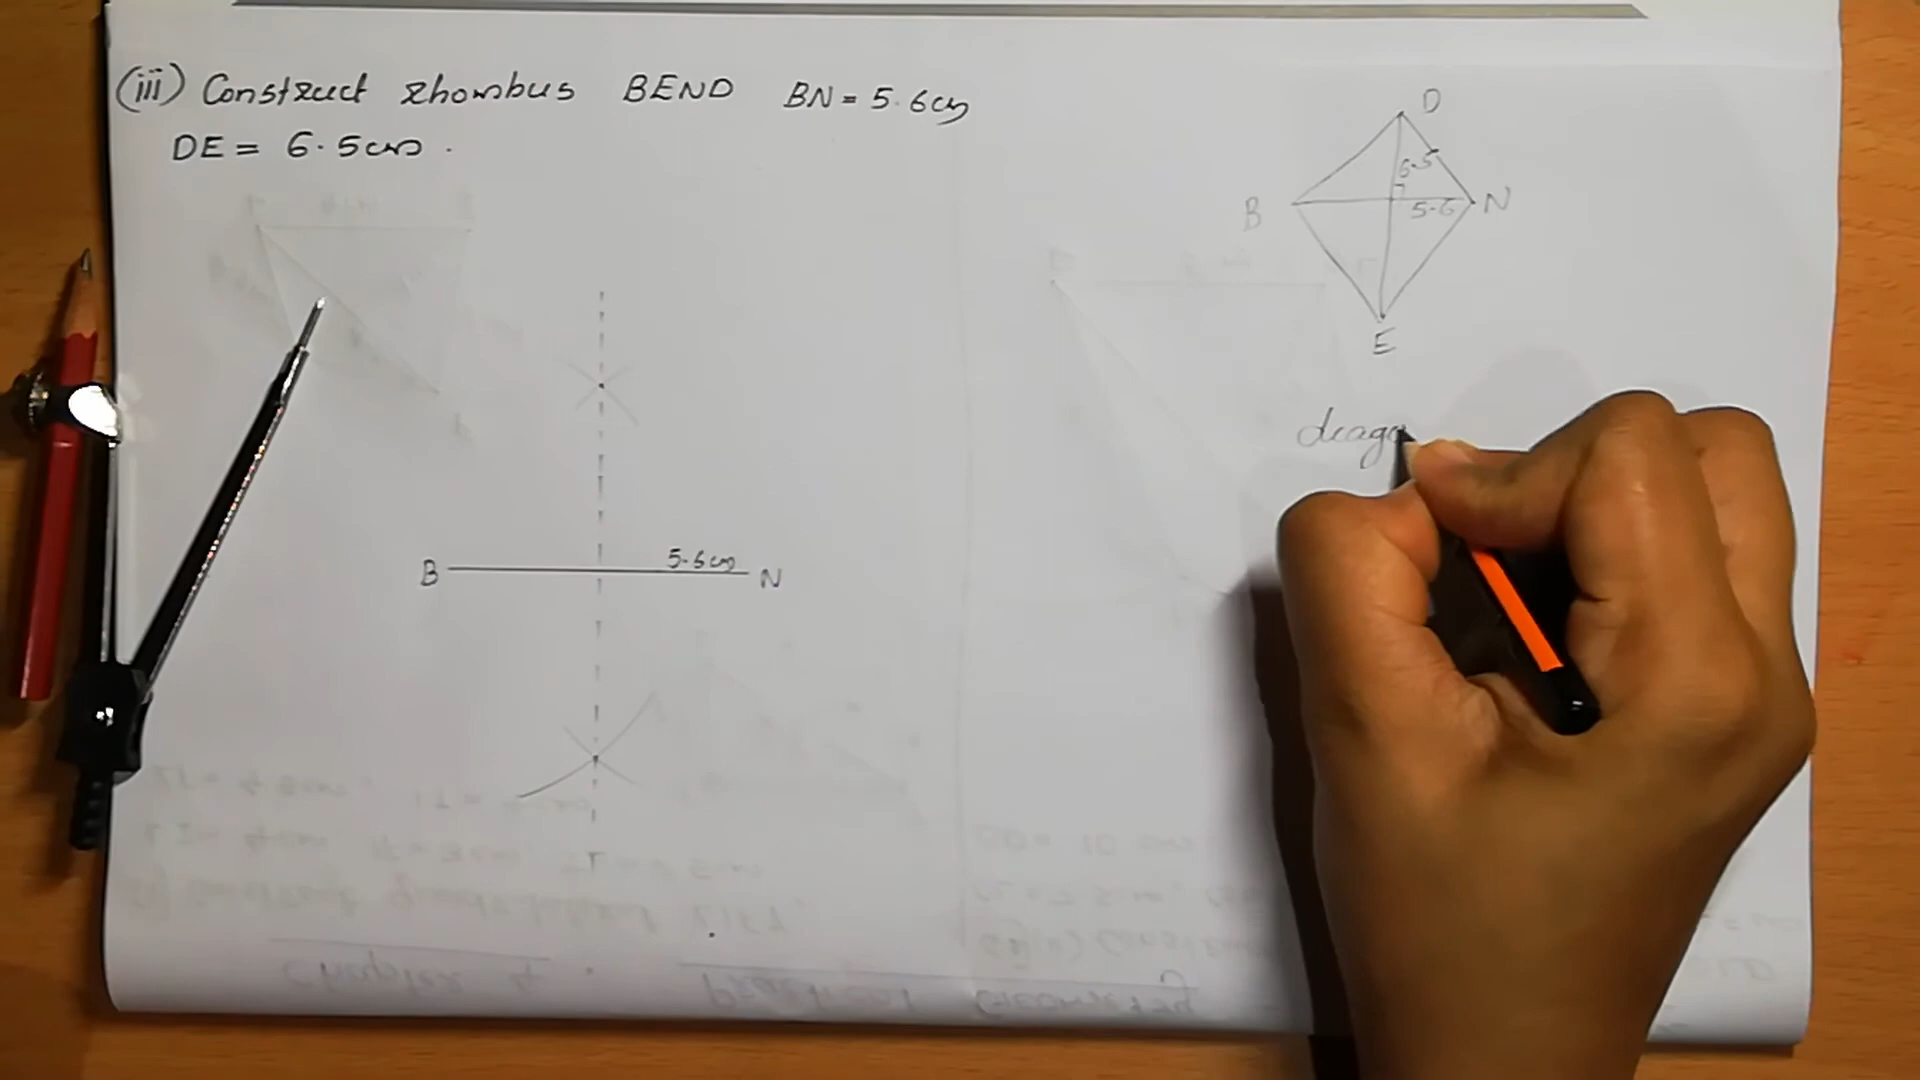 (iii) Construct rhombus BEND BN = 5.6cm
DE = 6.5cm.
D
6.5
B
5.6
N
E
diago
B
5.6cm
N